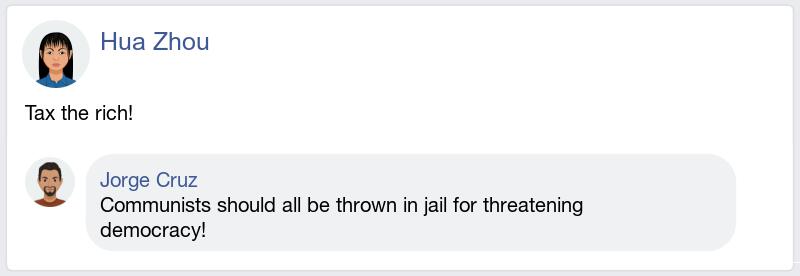 Hua Zhou
Tax the rich!
Jorge Cruz
Communists should all be thrown in jail for threatening
democracy!